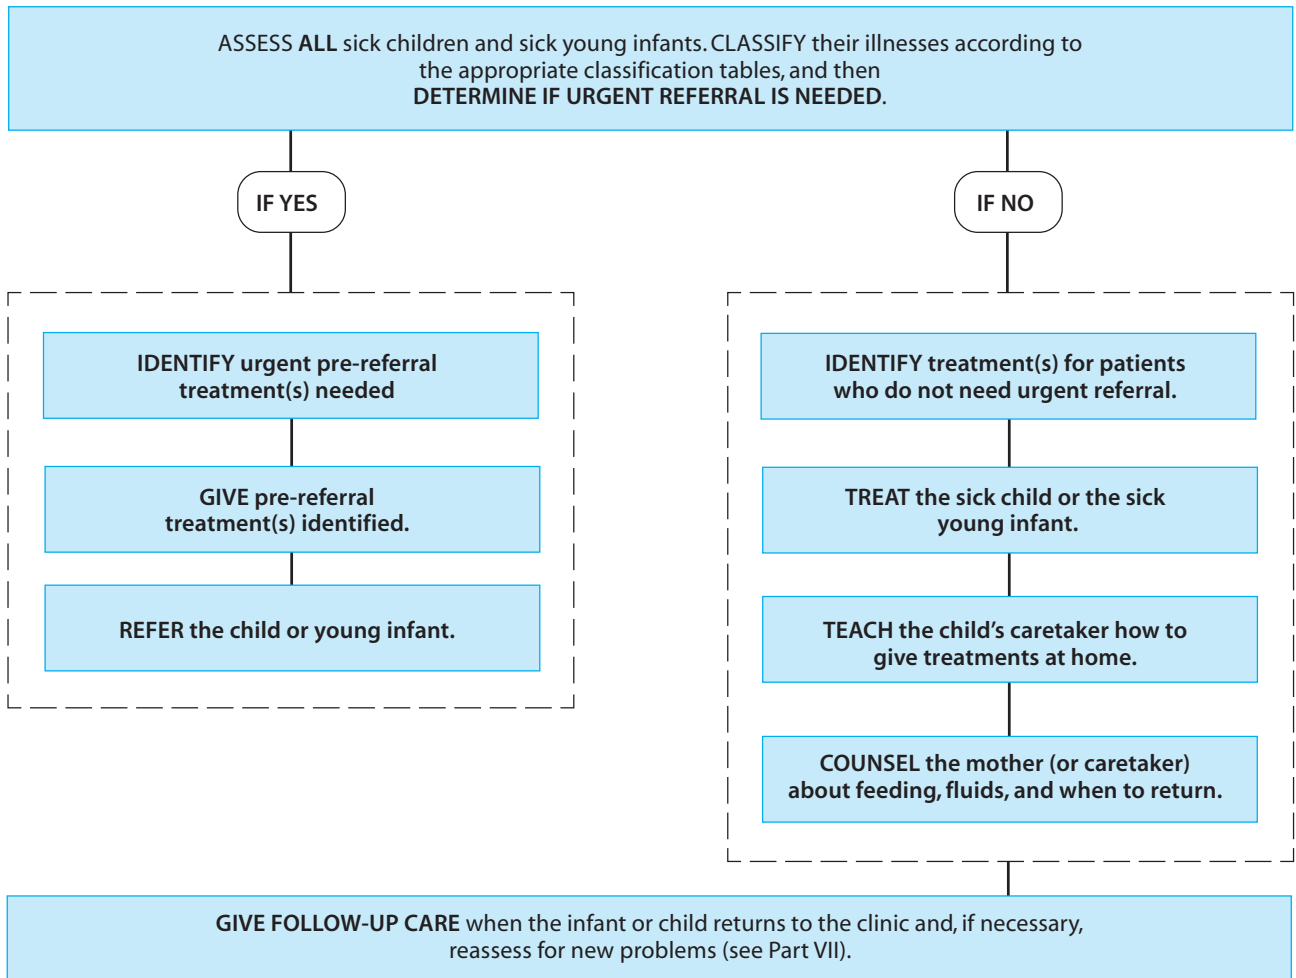 ASSESS ALL sick children and sick young infants. CLASSIFY their illnesses according to
the appropriate classification tables, and then
DETERMINE IF URGENT REFERRAL IS NEEDED.
IF YES
IDENTIFY urgent pre-referral
treatment(s) needed
GIVE pre-referral
treatment(s) identified.
REFER the child or young infant.
IF NO
IDENTIFY treatment(s) for patients
who do not need urgent referral.
TREAT the sick child or the sick
young infant.
TEACH the child’s caretaker how to
give treatments at home.
COUNSEL the mother (or caretaker)
about feeding, fluids, and when to return.
GIVE FOLLOW-UP CARE when the infant or child returns to the clinic and, if necessary,
reassess for new problems (see Part VII).